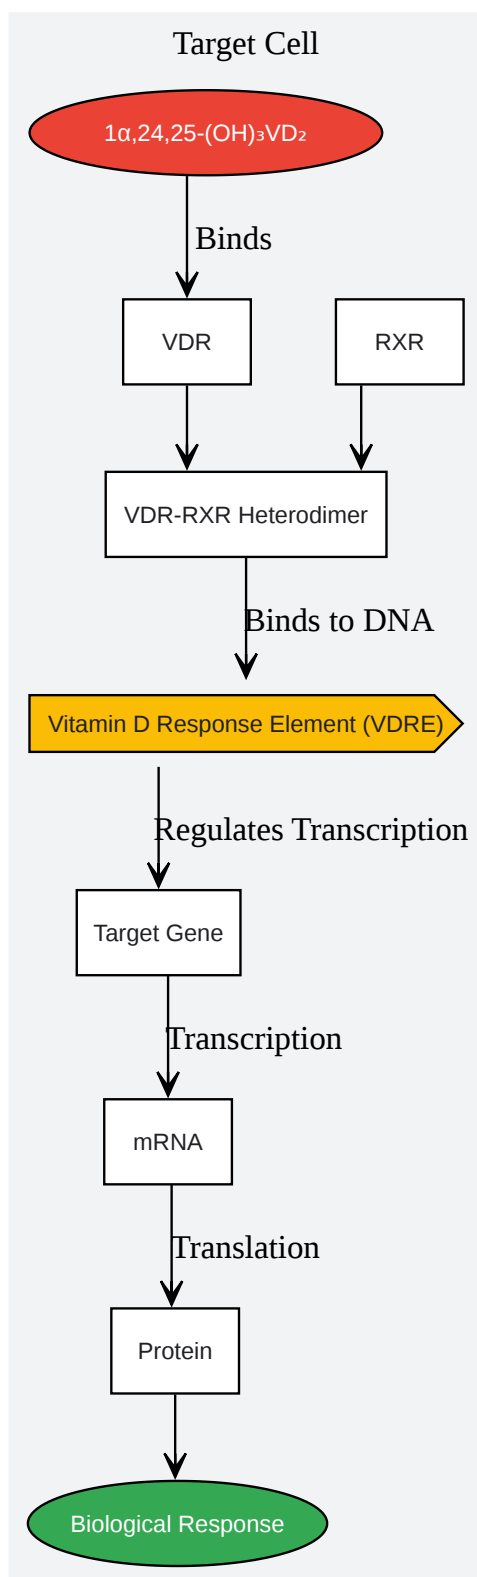 Target Cell
1α,24,25-(OH)₃VD₂
Binds
VDR
RXR
VDR-RXR Heterodimer
Binds to DNA
Vitamin D Response Element (VDRE)
Regulates Transcription
Target Gene
Transcription
mRNA
Translation
Protein
Biological Response